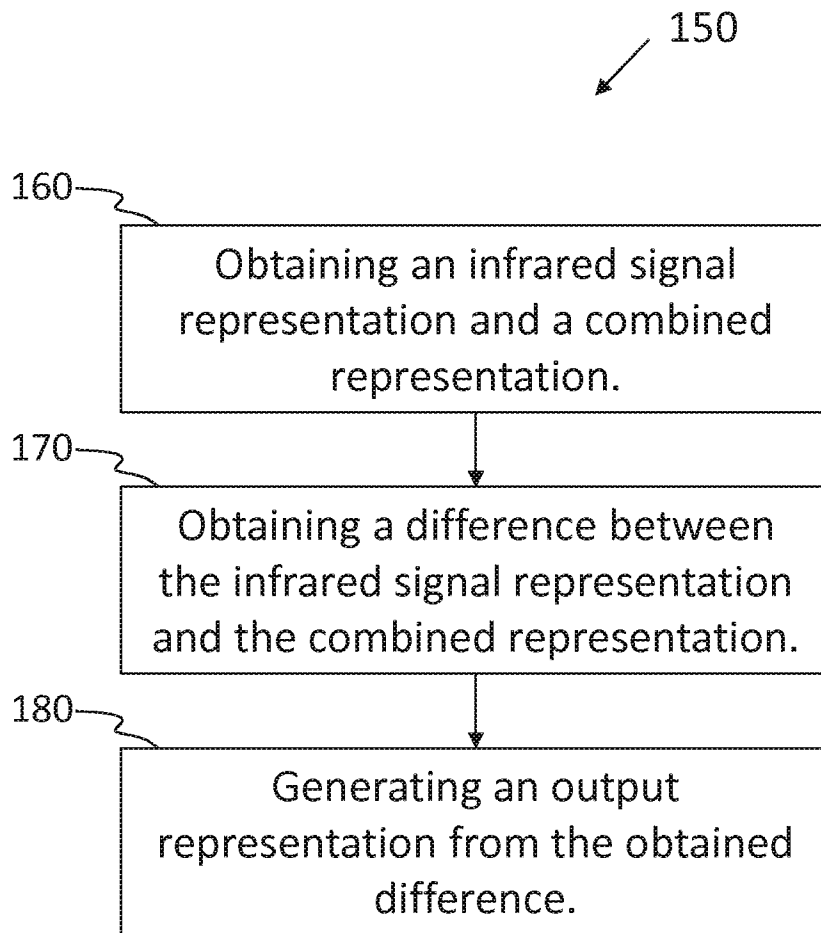 150
160
Obtaining an infrared signal
representation and a combined
representation.
170
Obtaining a difference between
the infrared signal representation
and the combined representation.
180
Generating an output
representation from the obtained
difference.